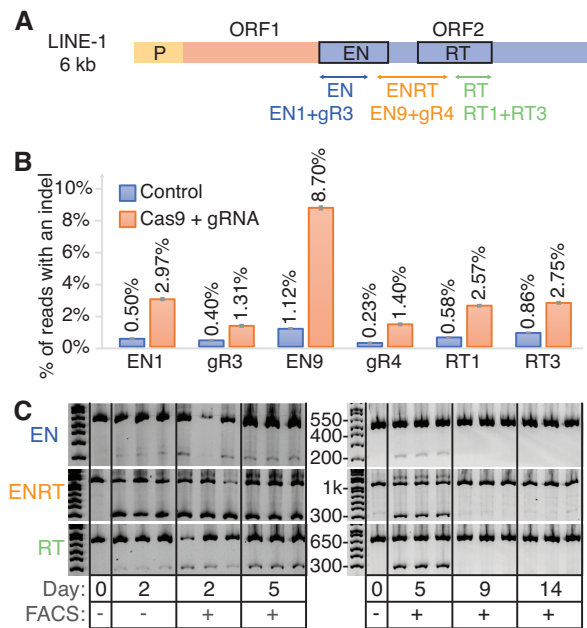 A
LINE-1
6 kb
ORF1
ORF2
P
EN
RT
EN
ENRT
RT
EN1+gR3
EN9+gR4
RT1+RT3
B
% of reads with an indel
10%
8%
6%
4%
2%
0%
Control
Cas9 + gRNA
0.50%
2.97%
0.40%
1.31%
1.12%
8.70%
0.23%
1.40%
0.58%
2.57%
0.86%
2.75%
EN1
gR3
EN9
gR4
RT1
RT3
C
EN
550
400
200
ENRT
1k
300
RT
650
300
Day: 0 2 2 5 0 5 9 14
FACS: - - + + - + + +